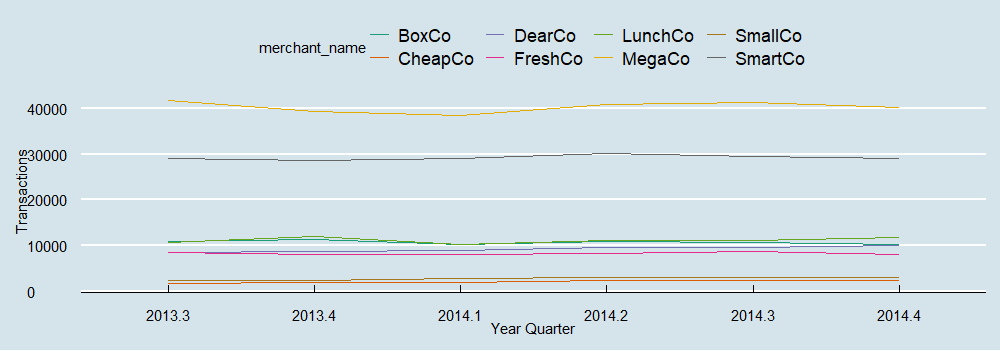 merchant_name
BoxCo DearCo LunchCo SmallCo
CheapCo FreshCo MegaCo SmartCo
Transactions
40000
30000
20000
10000
0
2013.3 2013.4 2014.1 2014.2 2014.3 2014.4
Year Quarter